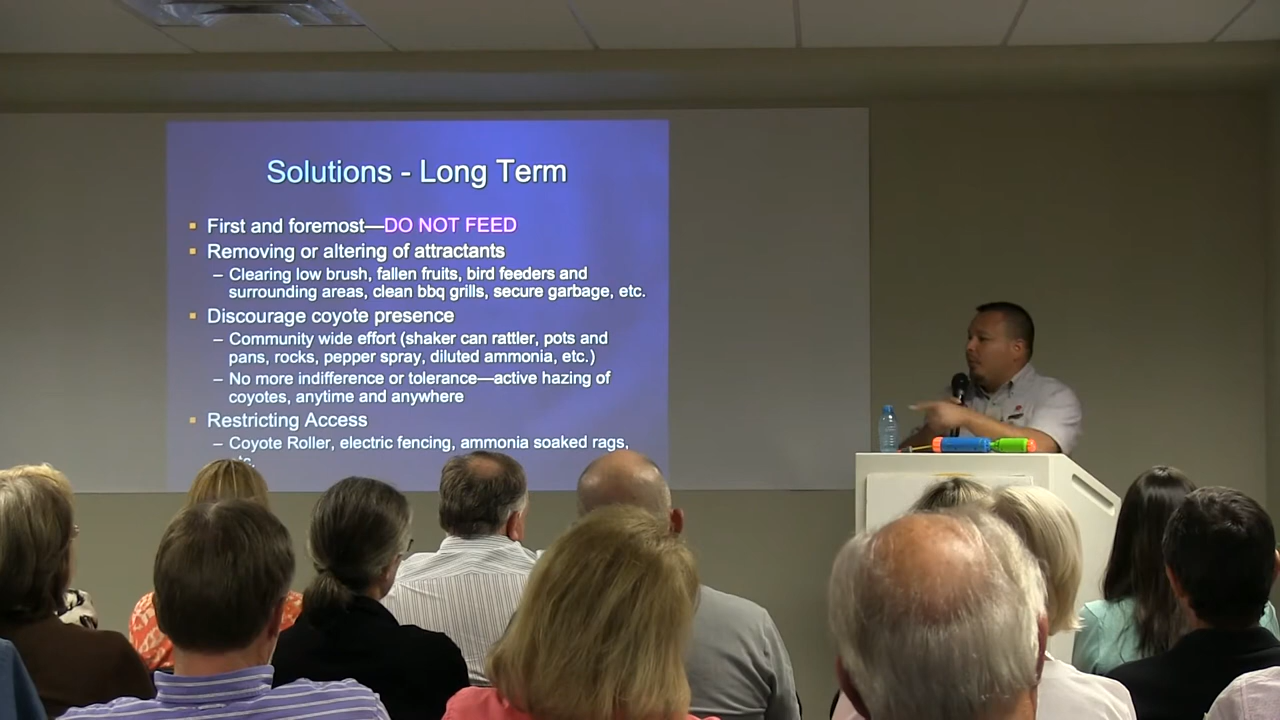 Solutions - Long Term
First and foremost—DO NOT FEED
Removing or altering of attractants
– Clearing low brush, fallen fruits, bird feeders and
surrounding areas, clean bbq grills, secure garbage, etc.
Discourage coyote presence
– Community wide effort (shaker can rattler, pots and
pans, rocks, pepper spray, diluted ammonia, etc.)
– No more indifference or tolerance—active hazing of
coyotes, anytime and anywhere
Restricting Access
– Coyote Roller, electric fencing, ammonia soaked rags,
etc.